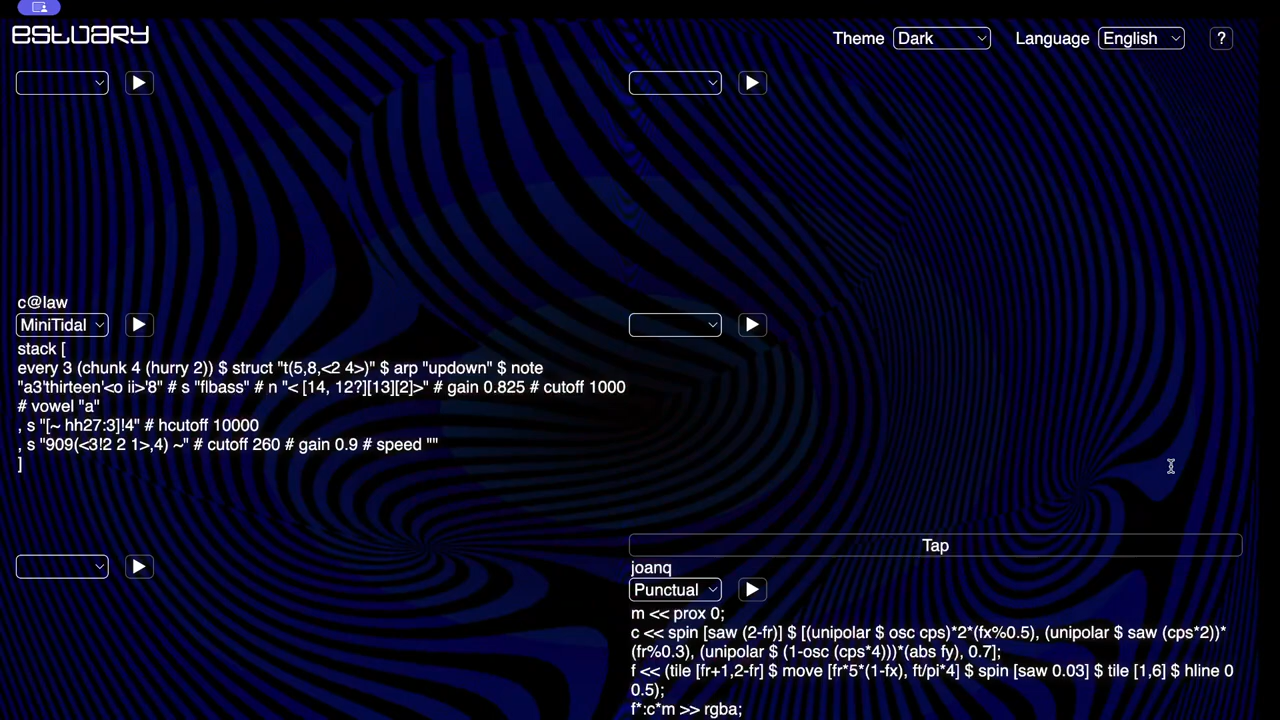 estuary
Theme Dark Language English ?
c@law
MiniTidal
stack [
every 3 (chunk 4 (hurry 2)) $ struct "t(5,8,<2 4>)" $ arp "updown" $ note
"a3'thirteen'<o ii>'8" # s "flbass" # n "< [14, 12?][13][2]>" # gain 0.825 # cutoff 1000
# vowel "a"
, s "[~ hh27:3]!4" # hcutoff 10000
, s "909(<3!2 2 1>,4) ~" # cutoff 260 # gain 0.9 # speed ""
]
Tap
joanq
Punctual
m << prox 0;
c << spin [saw (2-fr)] $ [(unipolar $ osc cps)*2*(fx%0.5), (unipolar $ saw (cps*2))*
(fr%0.3), (unipolar $ (1-osc (cps*4)))*(abs fy), 0.7];
f << (tile [fr+1,2-fr] $ move [fr*5*(1-fx), ft/pi*4] $ spin [saw 0.03] $ tile [1,6] $ hline 0
0.5);
f*:c*m >> rgba;